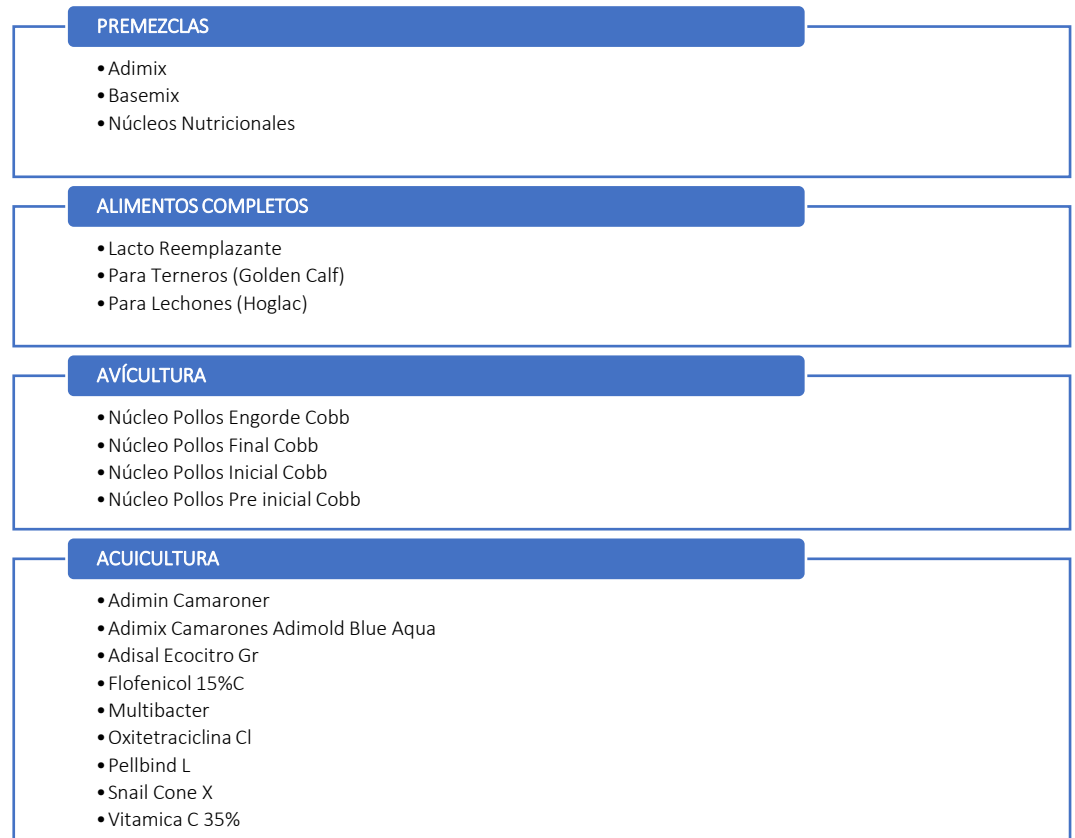 PREMEZCLAS
•Adimix
•Basemix
•Núcleos Nutricionales
ALIMENTOS COMPLETOS
•Lacto Reemplazante
•Para Terneros (Golden Calf)
•Para Lechones (Hoglac)
AVÍCULTURA
•Núcleo Pollos Engorde Cobb
•Núcleo Pollos Final Cobb
•Núcleo Pollos Inicial Cobb
•Núcleo Pollos Pre inicial Cobb
ACUICULTURA
•Adimin Camaroner
•Adimix Camarones Adimold Blue Aqua
•Adisal Ecocitro Gr
•Flofenicol 15%C
•Multibacter
•Oxitetraciclina Cl
•Pellbind L
•Snail Cone X
•Vitamica C 35%